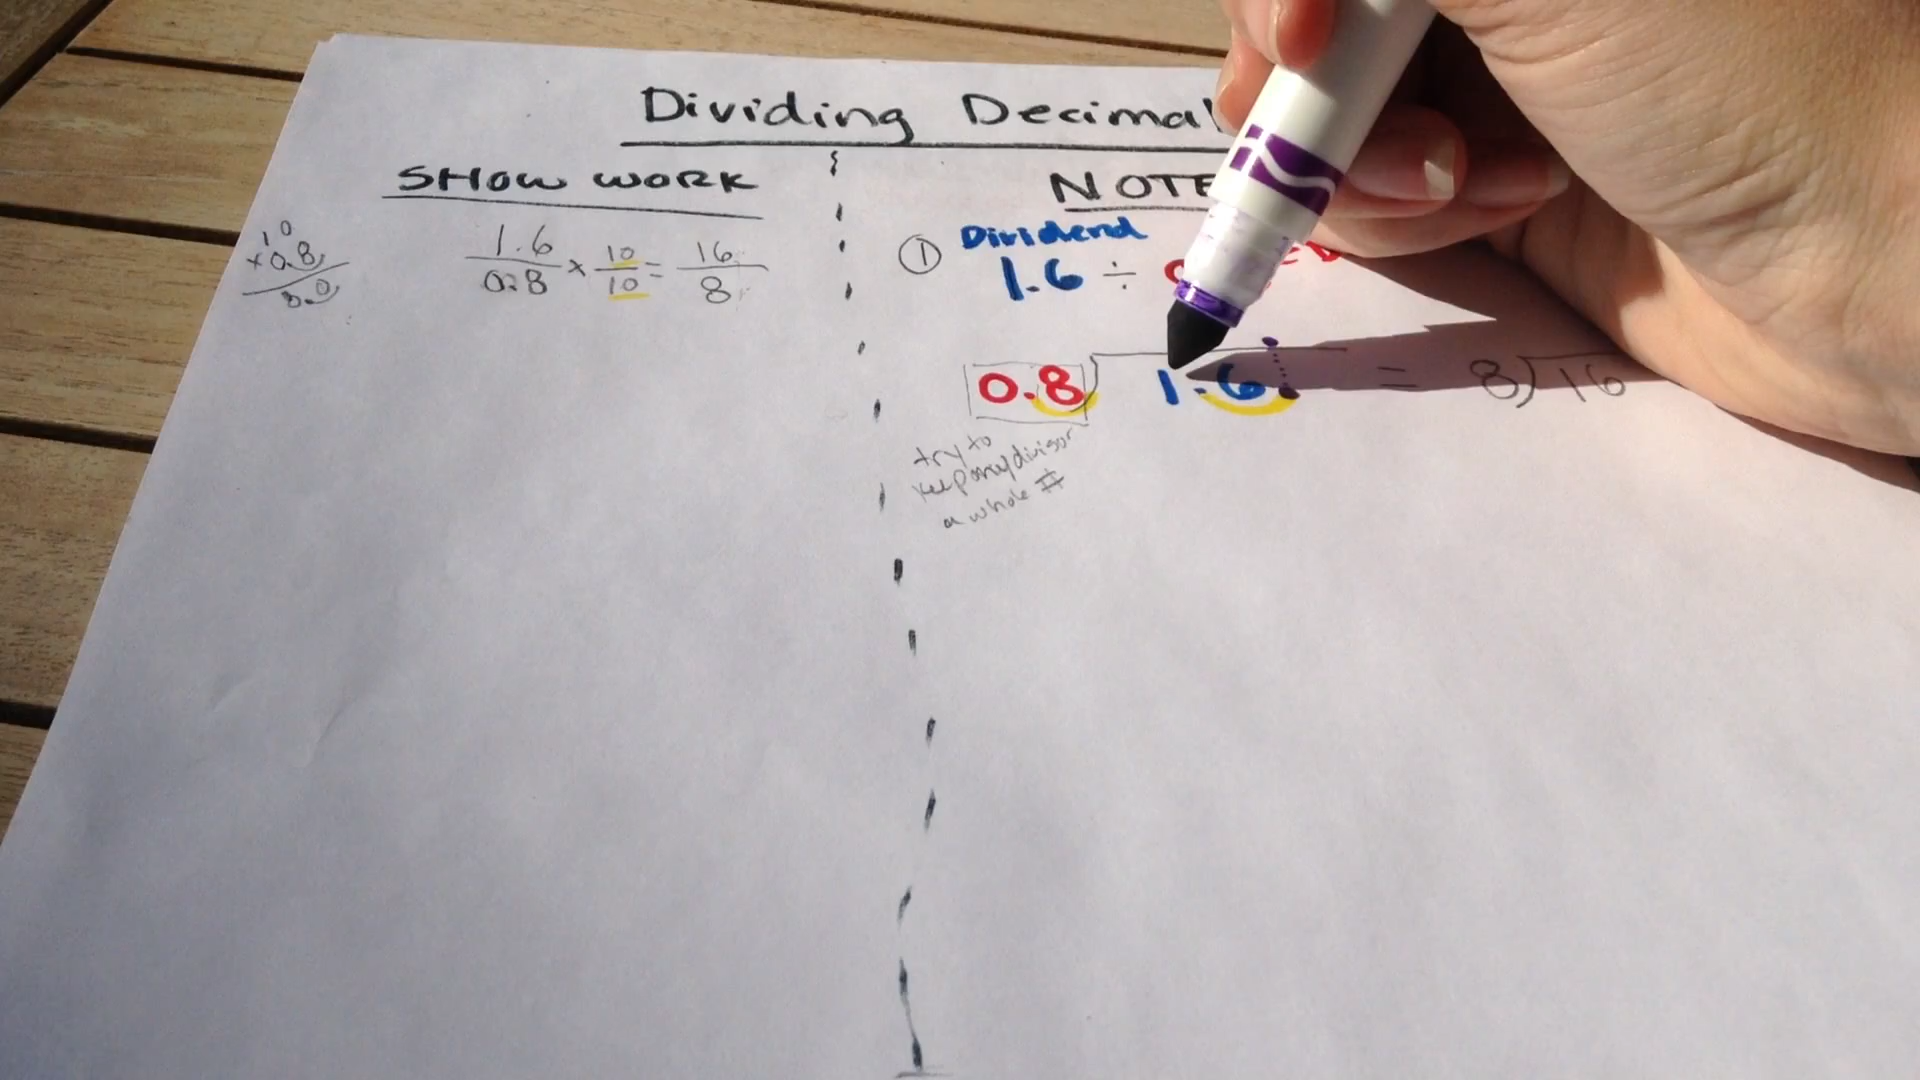 Dividing Decimal
SHOW WORK
10
×0.8
8.0
1.6/0.8 × 10/10 = 16/8
NOTE
① Dividend
1.6 ÷
0.8) 1.6 = 8) 16
try to
keep your divisor
a whole #